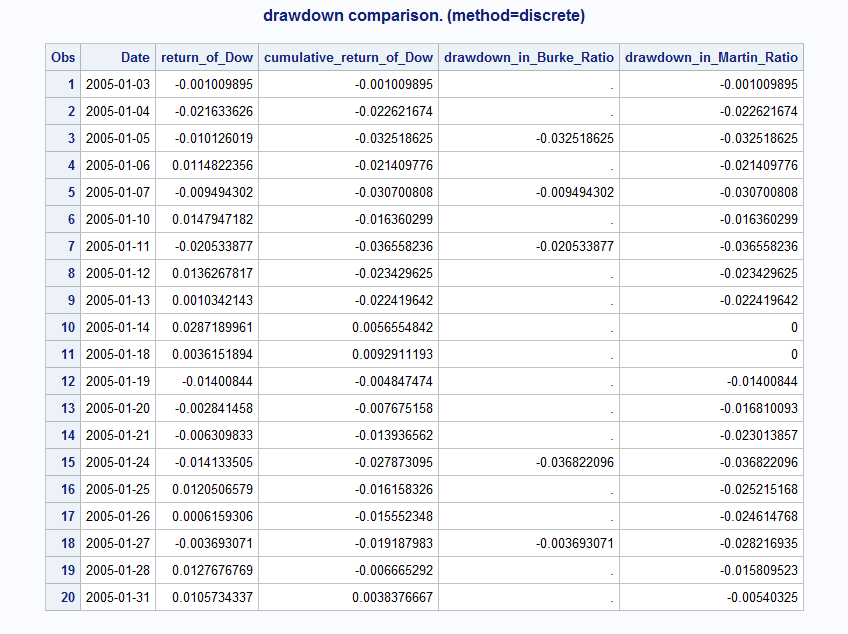 drawdown comparison. (method=discrete)
Obs Date return_of_Dow cumulative_return_of_Dow drawdown_in_Burke_Ratio drawdown_in_Martin_Ratio
1 2005-01-03 -0.001009895 -0.001009895 . -0.001009895
2 2005-01-04 -0.021633626 -0.022621674 . -0.022621674
3 2005-01-05 -0.010126019 -0.032518625 -0.032518625 -0.032518625
4 2005-01-06 0.0114822356 -0.021409776 . -0.021409776
5 2005-01-07 -0.009494302 -0.030700808 -0.009494302 -0.030700808
6 2005-01-10 0.0147947182 -0.016360299 . -0.016360299
7 2005-01-11 -0.020533877 -0.036558236 -0.020533877 -0.036558236
8 2005-01-12 0.0136267817 -0.023429625 . -0.023429625
9 2005-01-13 0.0010342143 -0.022419642 . -0.022419642
10 2005-01-14 0.0287189961 0.0056554842 . 0
11 2005-01-18 0.0036151894 0.0092911193 . 0
12 2005-01-19 -0.01400844 -0.004847474 . -0.01400844
13 2005-01-20 -0.002841458 -0.007675158 . -0.016810093
14 2005-01-21 -0.006309833 -0.013936562 . -0.023013857
15 2005-01-24 -0.014133505 -0.027873095 -0.036822096 -0.036822096
16 2005-01-25 0.0120506579 -0.016158326 . -0.025215168
17 2005-01-26 0.0006159306 -0.015552348 . -0.024614768
18 2005-01-27 -0.003693071 -0.019187983 -0.003693071 -0.028216935
19 2005-01-28 0.0127676769 -0.006665292 . -0.015809523
20 2005-01-31 0.0105734337 0.0038376667 . -0.00540325